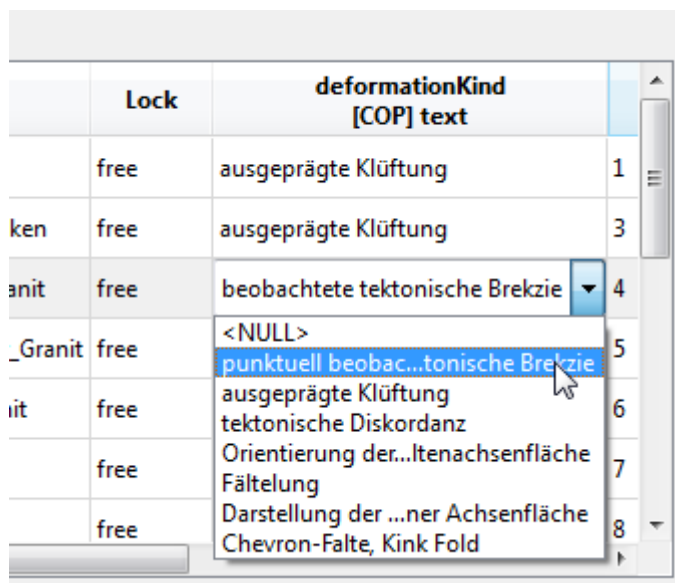 Lock
deformationKind
[COP] text
free ausgeprägte Klüftung 1
ken free ausgeprägte Klüftung 3
anit free beobachtete tektonische Brekzie 4
<NULL>
_Granit free 5
punktuell beobac...tonische Brekzie
ausgeprägte Klüftung
it free 6
tektonische Diskordanz
Orientierung der...ltenachsenfläche
free 7
Fältelung
Darstellung der ...ner Achsenfläche
free 8
Chevron-Falte, Kink Fold